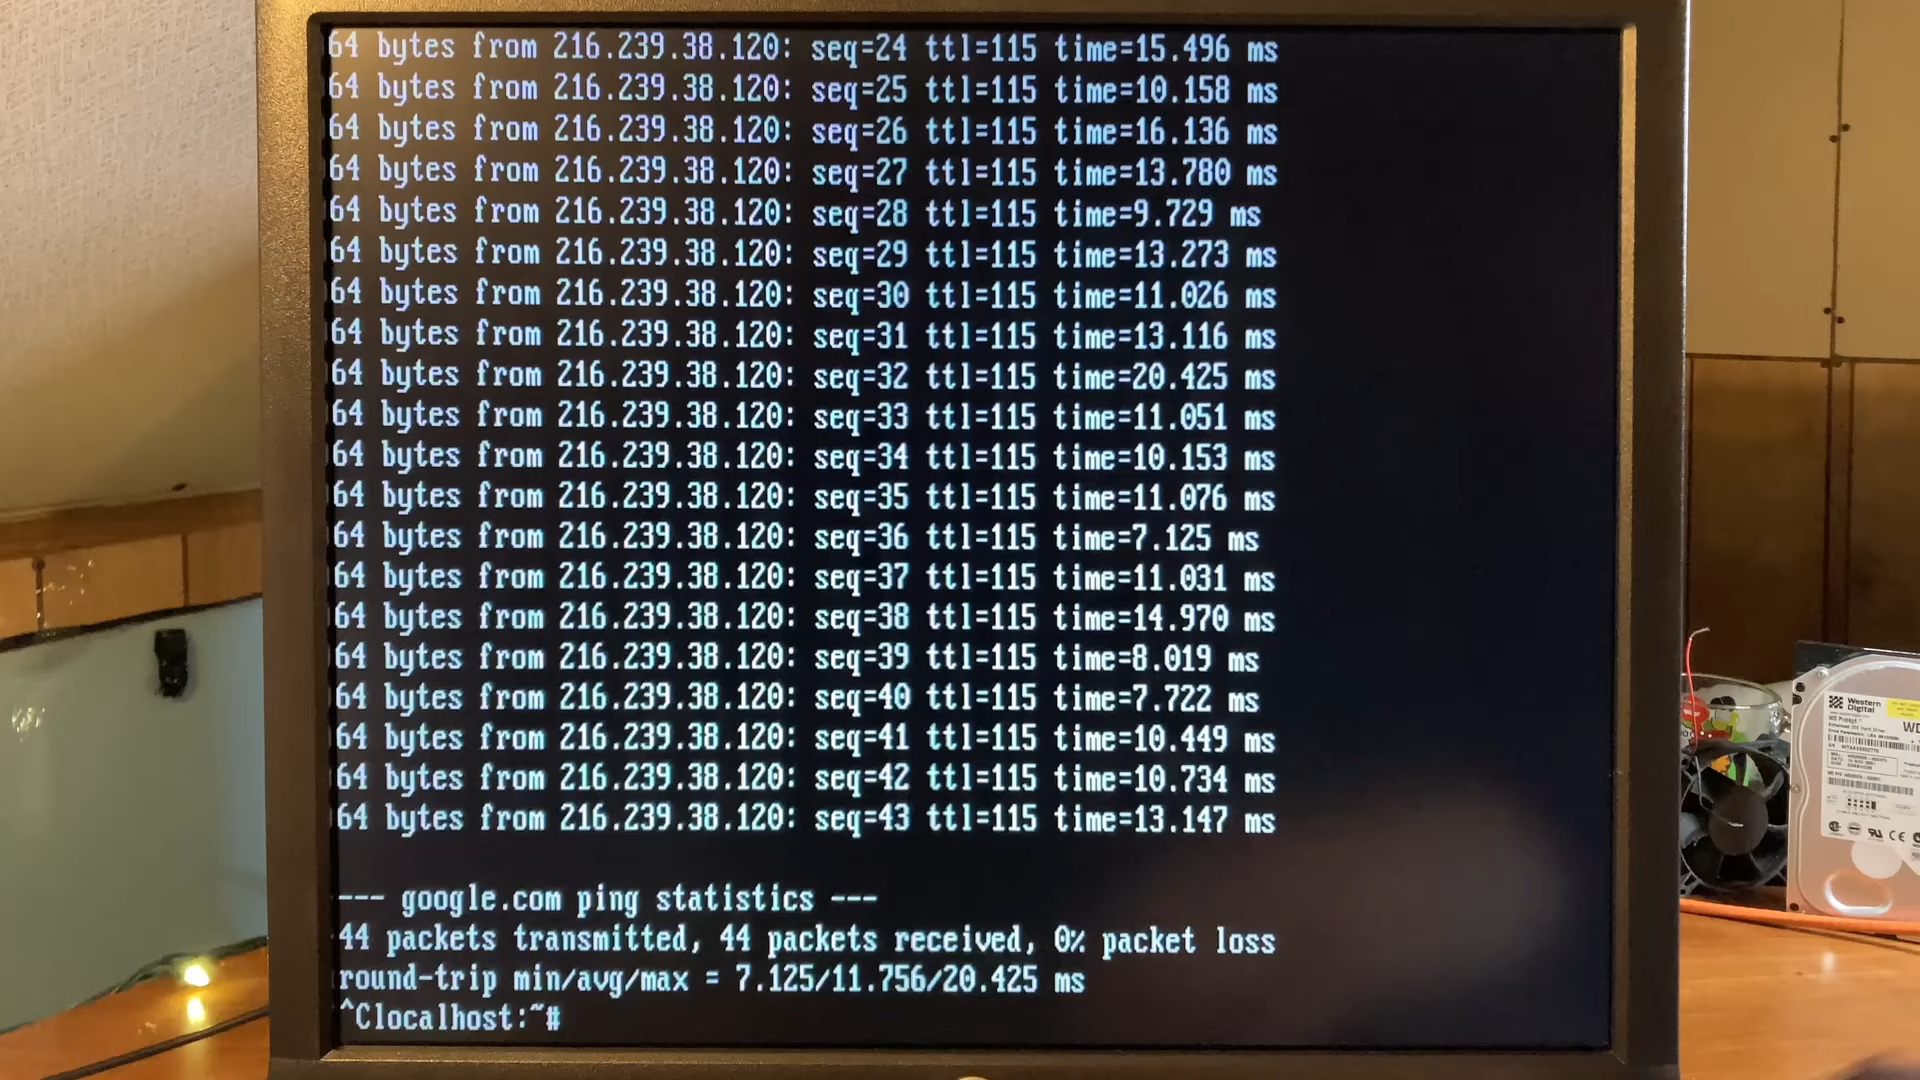 64 bytes from 216.239.38.120: seq=24 ttl=115 time=15.496 ms
64 bytes from 216.239.38.120: seq=25 ttl=115 time=10.158 ms
64 bytes from 216.239.38.120: seq=26 ttl=115 time=16.136 ms
64 bytes from 216.239.38.120: seq=27 ttl=115 time=13.780 ms
64 bytes from 216.239.38.120: seq=28 ttl=115 time=9.729 ms
64 bytes from 216.239.38.120: seq=29 ttl=115 time=13.273 ms
64 bytes from 216.239.38.120: seq=30 ttl=115 time=11.026 ms
64 bytes from 216.239.38.120: seq=31 ttl=115 time=13.116 ms
64 bytes from 216.239.38.120: seq=32 ttl=115 time=20.425 ms
64 bytes from 216.239.38.120: seq=33 ttl=115 time=11.051 ms
64 bytes from 216.239.38.120: seq=34 ttl=115 time=10.153 ms
64 bytes from 216.239.38.120: seq=35 ttl=115 time=11.076 ms
64 bytes from 216.239.38.120: seq=36 ttl=115 time=7.125 ms
64 bytes from 216.239.38.120: seq=37 ttl=115 time=11.031 ms
64 bytes from 216.239.38.120: seq=38 ttl=115 time=14.970 ms
64 bytes from 216.239.38.120: seq=39 ttl=115 time=8.019 ms
64 bytes from 216.239.38.120: seq=40 ttl=115 time=7.722 ms
64 bytes from 216.239.38.120: seq=41 ttl=115 time=10.449 ms
64 bytes from 216.239.38.120: seq=42 ttl=115 time=10.734 ms
64 bytes from 216.239.38.120: seq=43 ttl=115 time=13.147 ms
--- google.com ping statistics ---
44 packets transmitted, 44 packets received, 0% packet loss
round-trip min/avg/max = 7.125/11.756/20.425 ms
^Clocalhost:~#
Western
Digital
WD